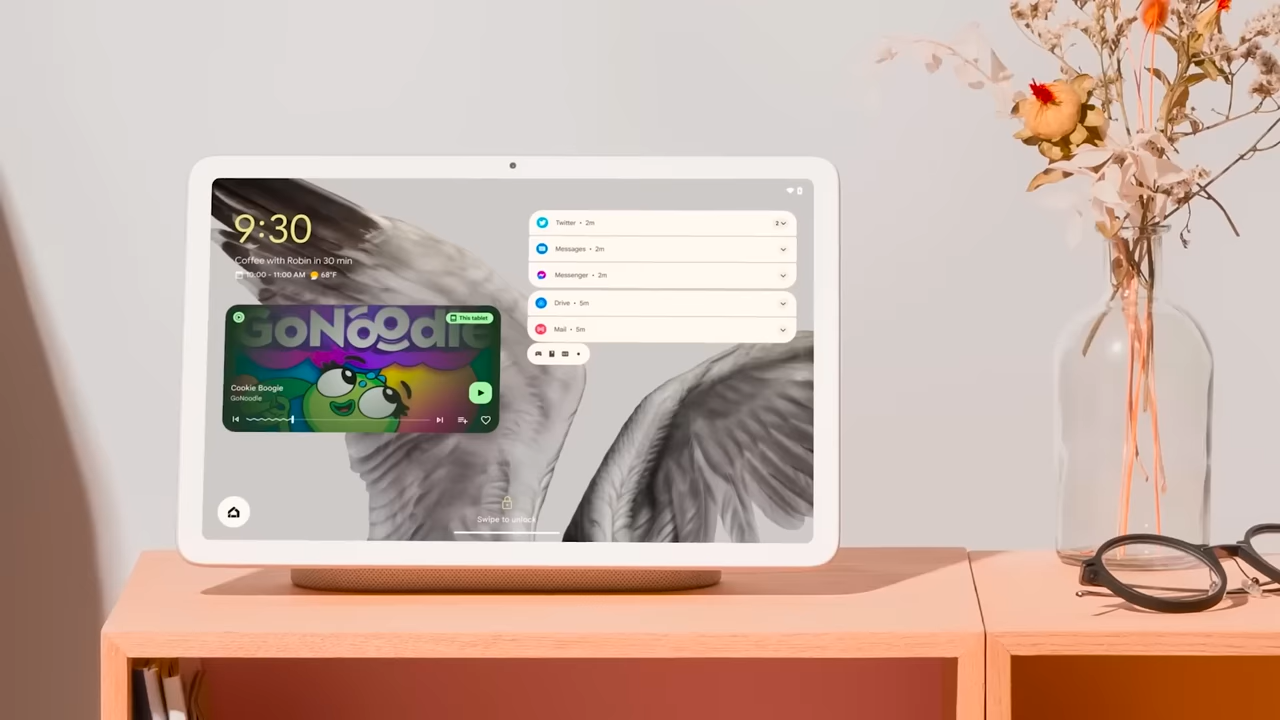 9:30
Coffee with Robin in 30 min
10:00 - 11:00 AM 68°F
GoNoodle
This tablet
Cookie Boogie
GoNoodle
Twitter • 2m
2
Messages • 2m
Messenger • 2m
Drive • 5m
Mail • 5m
Swipe to unlock